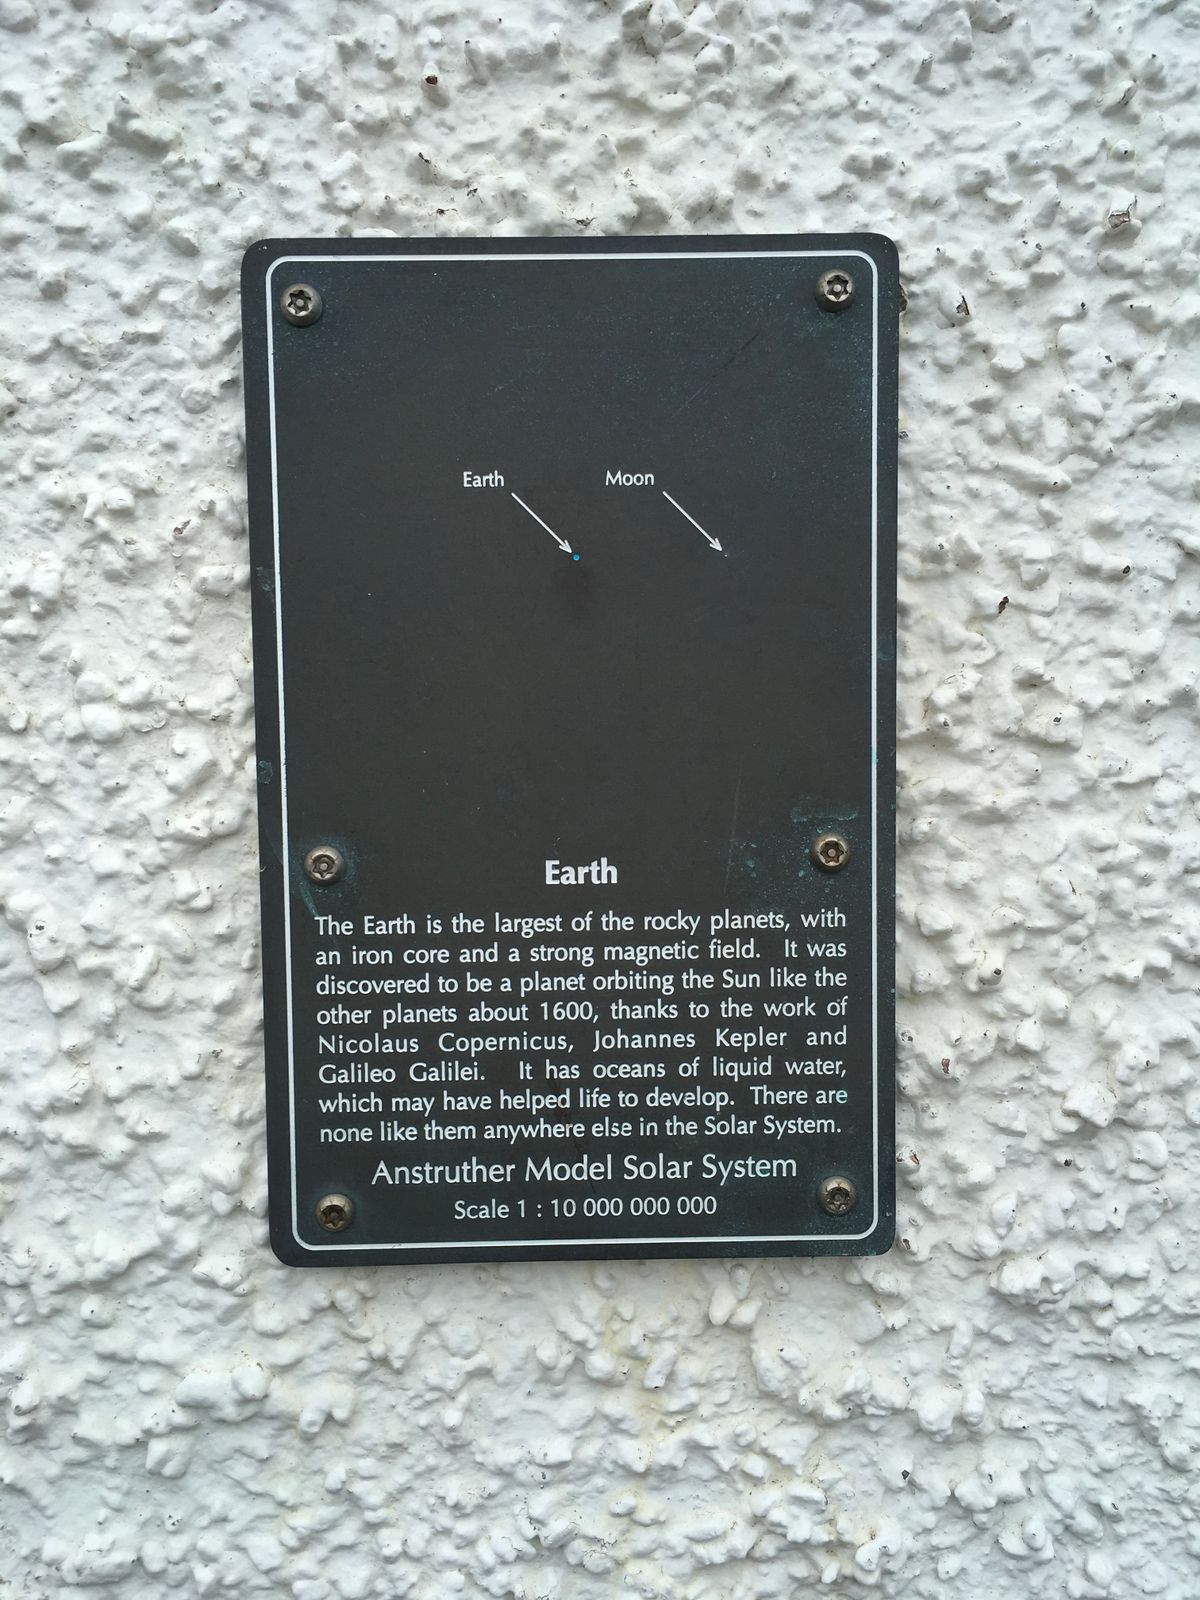 Earth
Moon
Earth
The Earth is the largest of the rocky planets, with
an iron core and a strong magnetic field. It was
discovered to be a planet orbiting the Sun like the
other planets about 1600, thanks to the work of
Nicolaus Copernicus, Johannes Kepler and
Galileo Galilei. It has oceans of liquid water,
which may have helped life to develop. There are
none like them anywhere else in the Solar System.
Anstruther Model Solar System
Scale 1 : 10 000 000 000